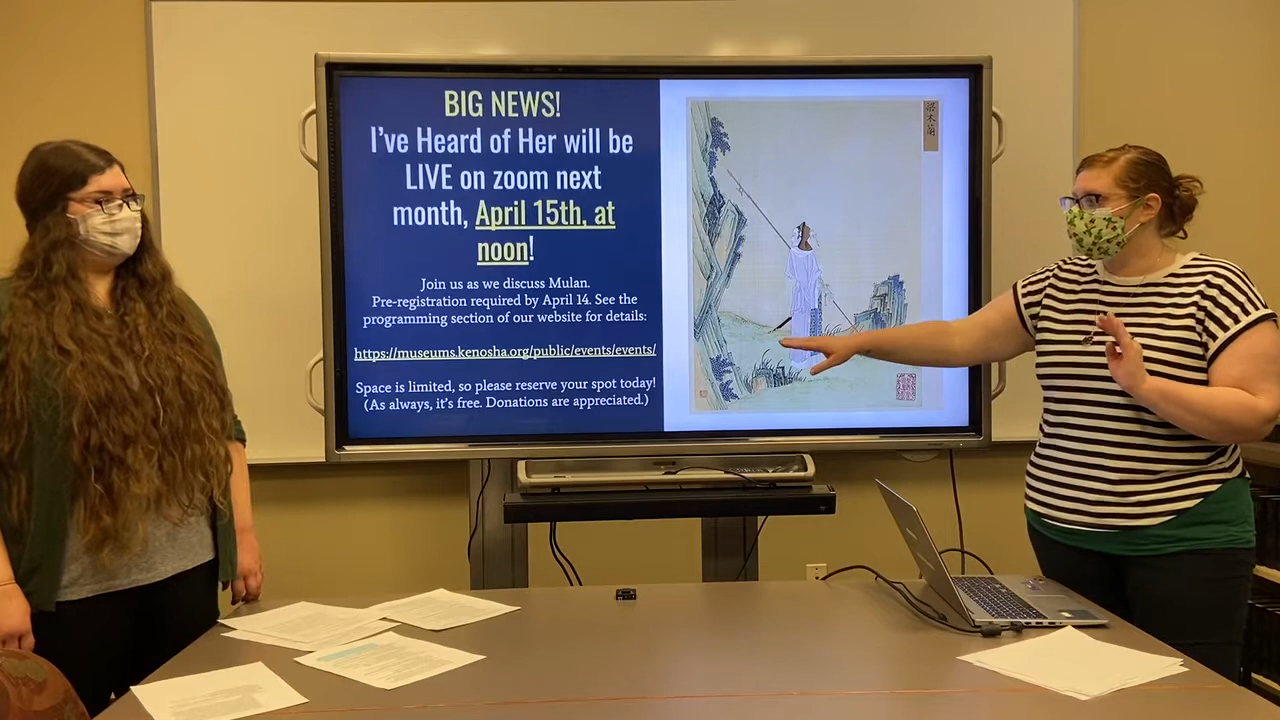 BIG NEWS!
I've Heard of Her will be
LIVE on zoom next
month, April 15th, at
noon!
Join us as we discuss Mulan.
Pre-registration required by April 14. See the
programming section of our website for details:
https://museums.kenosha.org/public/events/events/
Space is limited, so please reserve your spot today!
(As always, it's free. Donations are appreciated.)
木蘭